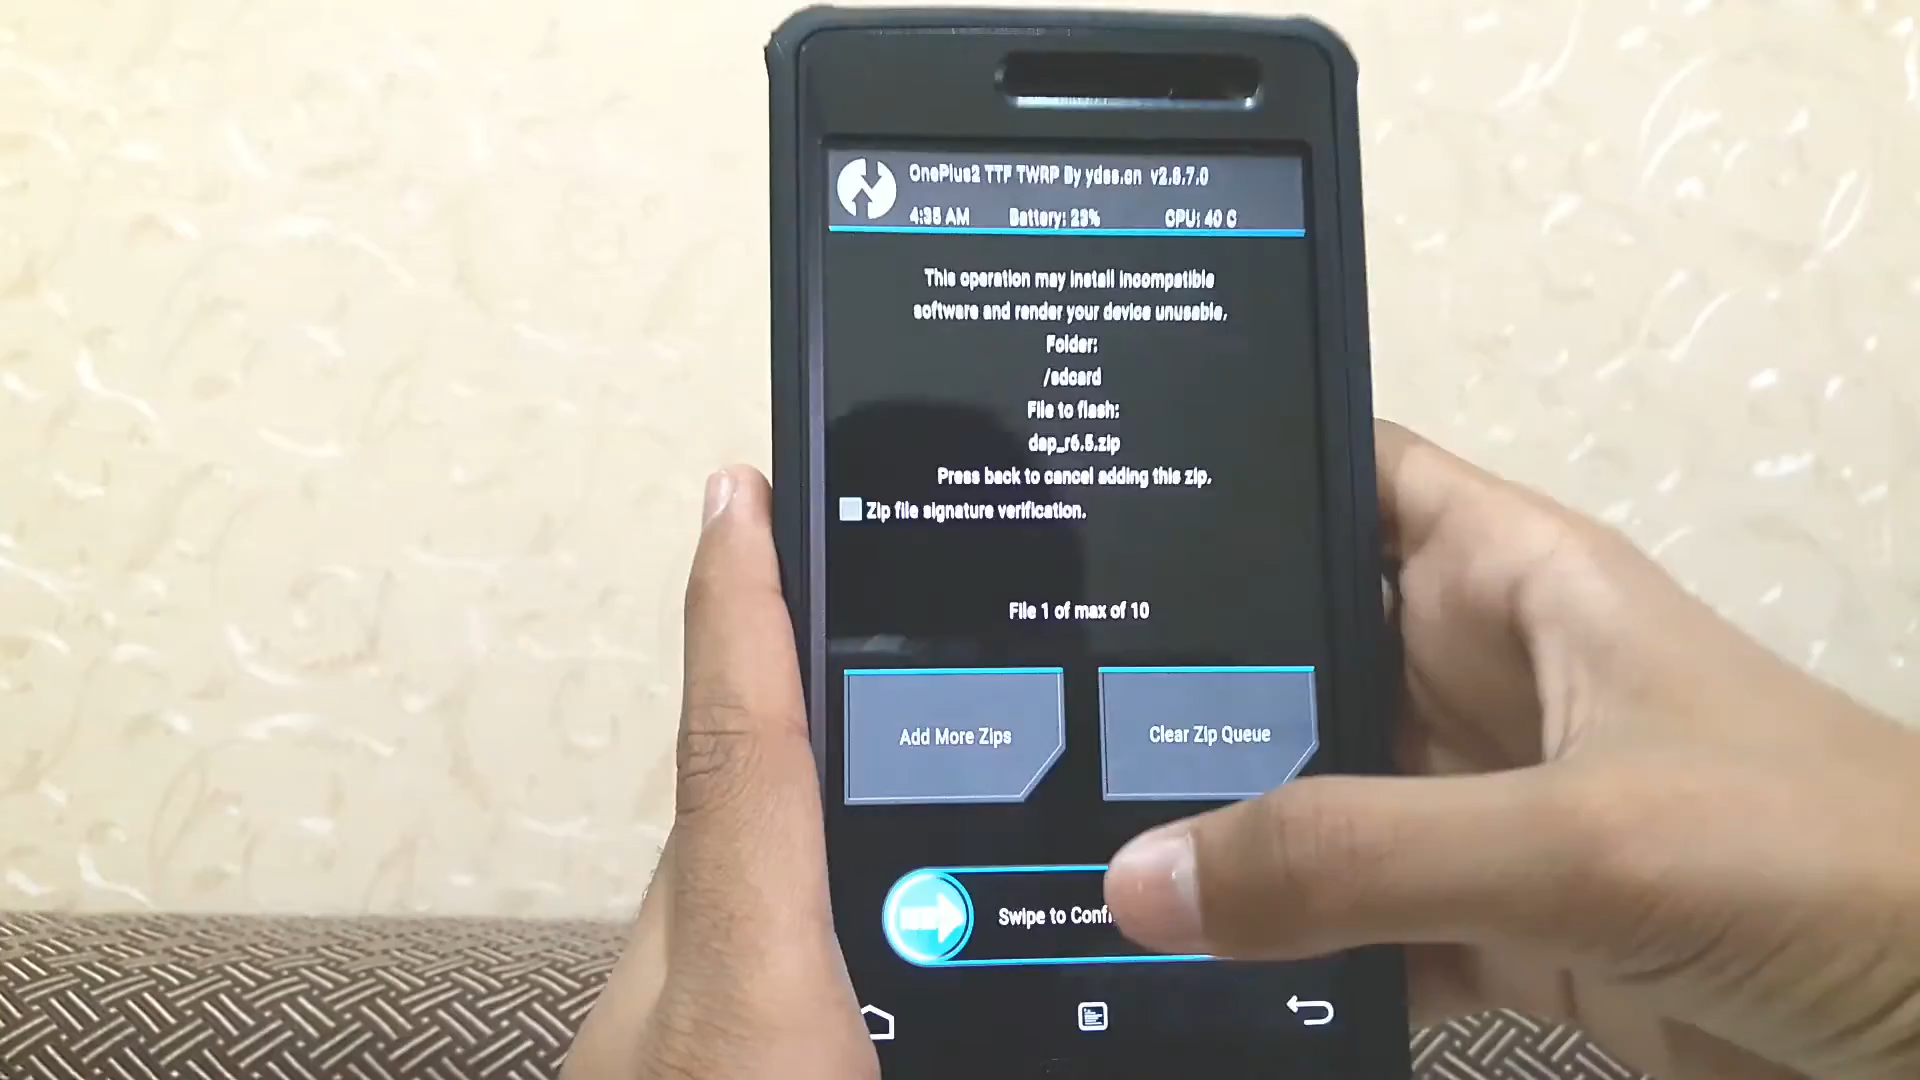 OnePlus2 TTF TWRP By ydss.cn v2.8.7.0
4:35 AM Battery: 23% CPU: 40 C
This operation may install incompatible
software and render your device unusable.
Folder:
/sdcard
File to flash:
dap_r6.5.zip
Press back to cancel adding this zip.
Zip file signature verification.
File 1 of max of 10
Add More Zips
Clear Zip Queue
Swipe to Confi